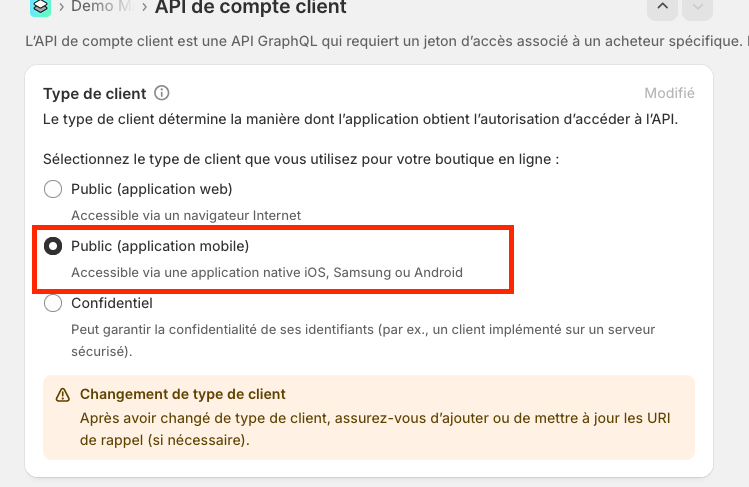 Demo M
API de compte client
L'API de compte client est une API GraphQL qui requiert un jeton d'accès associé à un acheteur spécifique.
Type de client
Modifié
Le type de client détermine la manière dont l'application obtient l'autorisation d'accéder à l'API.
Sélectionnez le type de client que vous utilisez pour votre boutique en ligne :
Public (application web)
Accessible via un navigateur Internet
Public (application mobile)
Accessible via une application native iOS, Samsung ou Android
Confidentiel
Peut garantir la confidentialité de ses identifiants (par ex., un client implémenté sur un serveur
sécurisé).
Changement de type de client
Après avoir changé de type de client, assurez-vous d'ajouter ou de mettre à jour les URI
de rappel (si nécessaire).